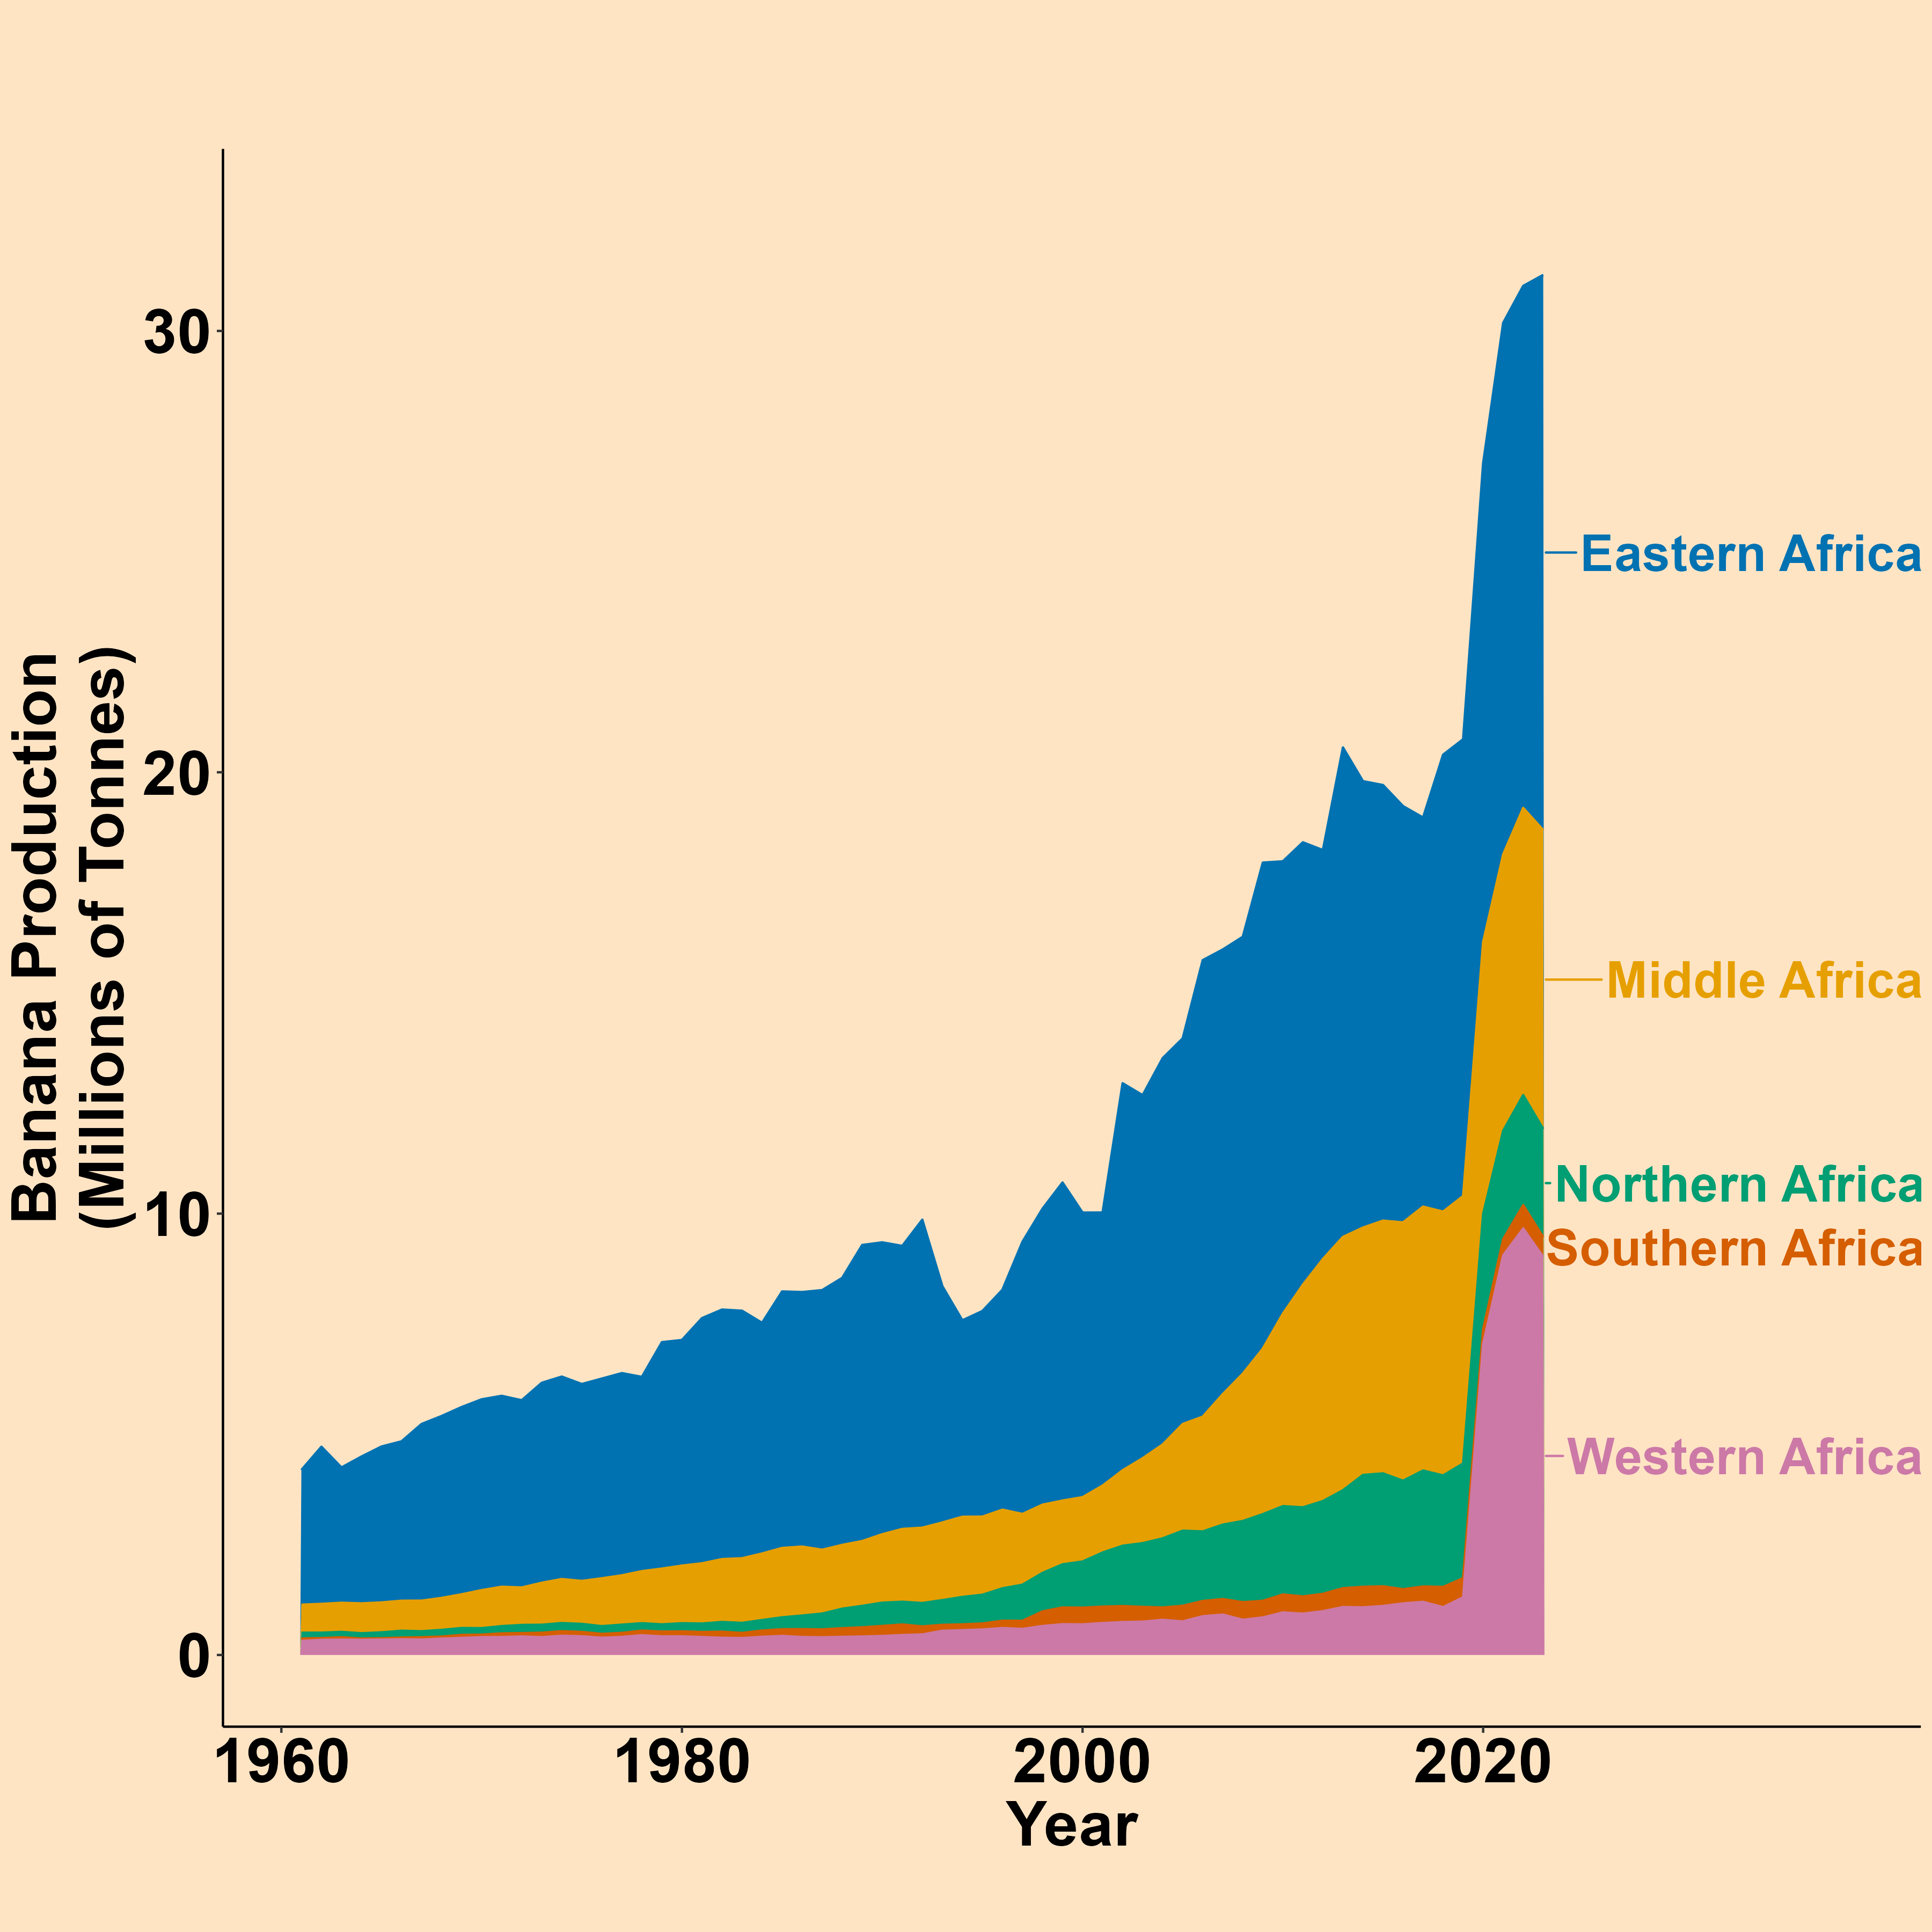 Banana Production
(Millions of Tonnes)
30
20
10
0
Eastern Africa
Middle Africa
Northern Africa
Southern Africa
Western Africa
1960
1980
2000
2020
Year